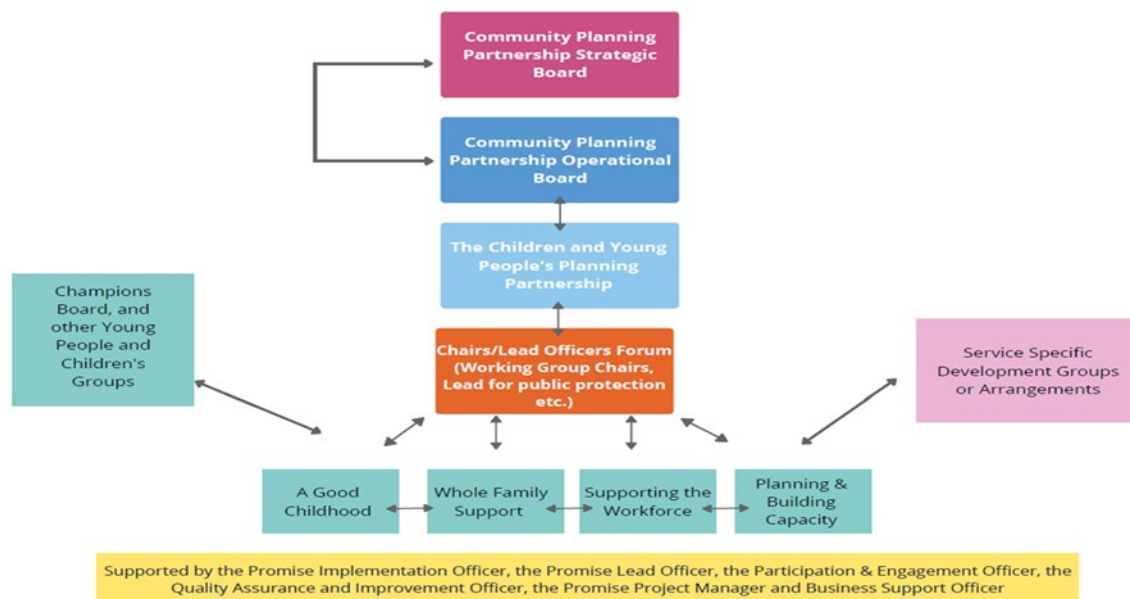 Community Planning
Partnership Strategic
Board
Community Planning
Partnership Operational
Board
The Children and Young
People's Planning
Partnership
Champions
Board, and
other Young
People and
Children's
Groups
Chairs/Lead Officers Forum
(Working Group Chairs,
Lead for public protection
etc.)
Service Specific
Development Groups
or Arrangements
A Good
Childhood
Whole Family
Support
Supporting the
Workforce
Planning &
Building
Capacity
Supported by the Promise Implementation Officer, the Promise Lead Officer, the Participation & Engagement Officer, the
Quality Assurance and Improvement Officer, the Promise Project Manager and Business Support Officer